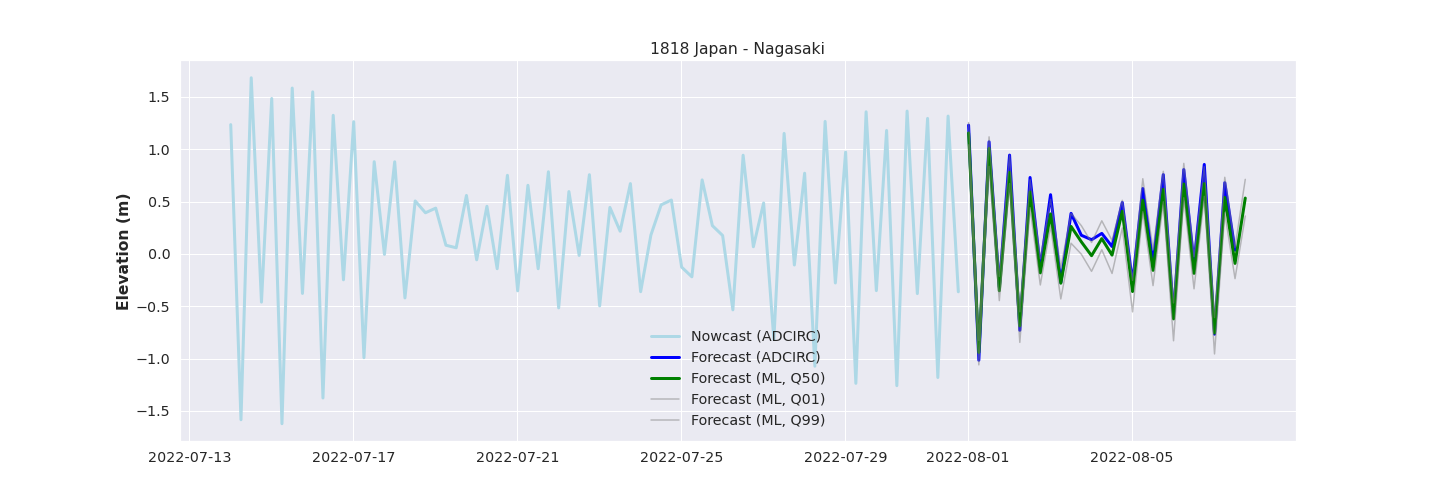 1818 Japan - Nagasaki
Elevation (m)
1.5
1.0
0.5
0.0
−0.5
−1.0
−1.5
Nowcast (ADCIRC)
Forecast (ADCIRC)
Forecast (ML, Q50)
Forecast (ML, Q01)
Forecast (ML, Q99)
2022-07-13 2022-07-17 2022-07-21 2022-07-25 2022-07-29 2022-08-01 2022-08-05